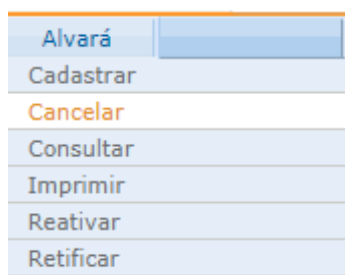 Alvará
Cadastrar
Cancelar
Consultar
Imprimir
Reativar
Retificar